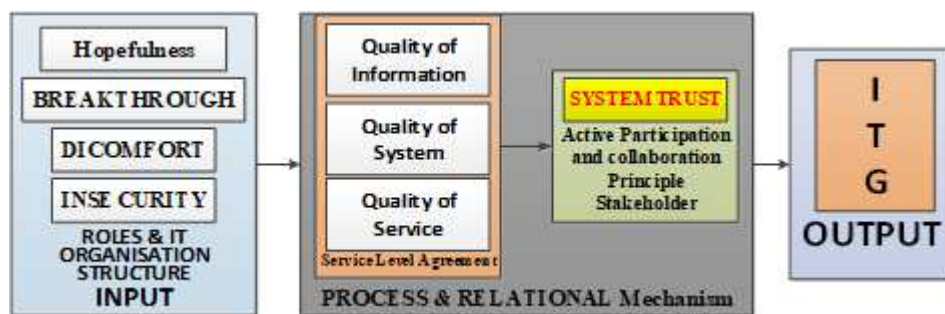 Hopefulness
BREAKTHROUGH
DICOMFORT
INSECURITY
ROLES & IT
ORGANISATION
STRUCTURE
INPUT
Quality of
Information
Quality of
System
Quality of
Service
Service Level Agreement
SYSTEM TRUST
Active Participation
and collaboration
Principle
Stakeholder
PROCESS & RELATIONAL Mechanism
I
T
G
OUTPUT